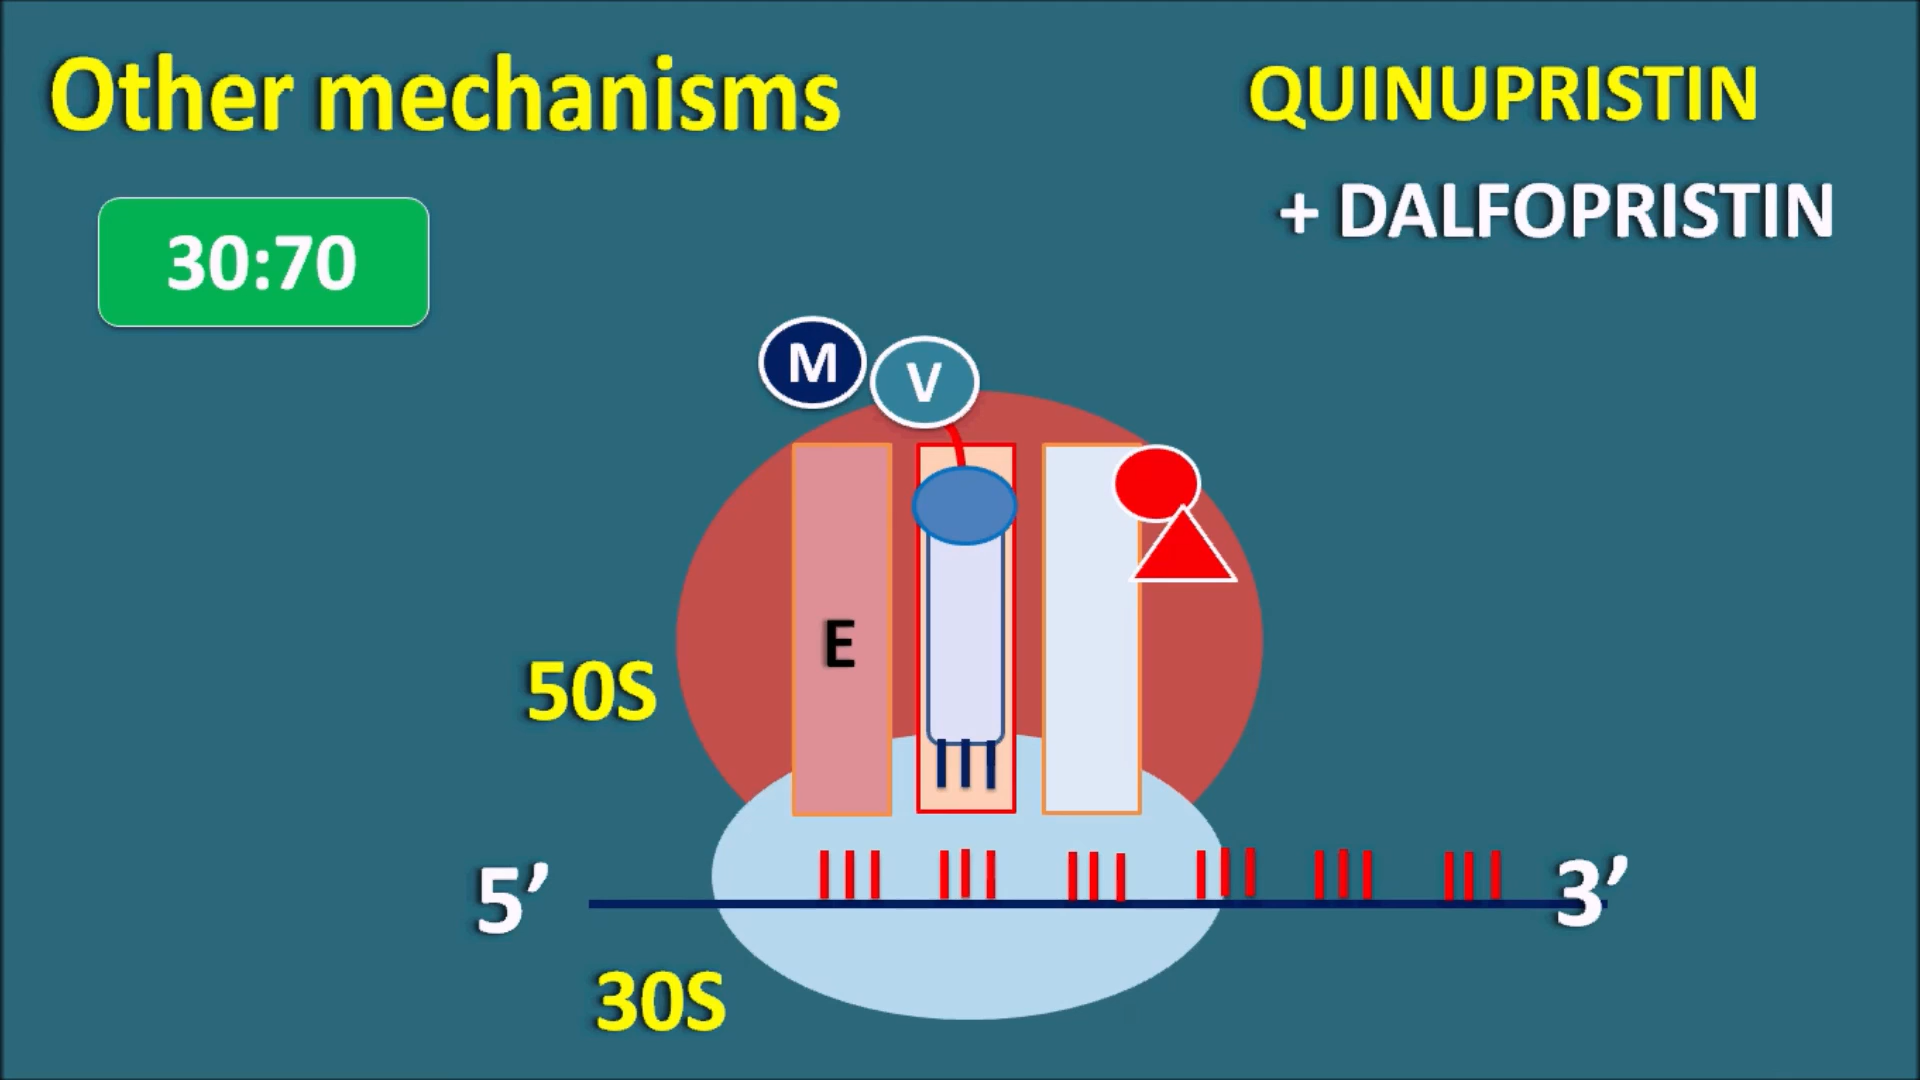 Other mechanisms
QUINUPRISTIN
+ DALFOPRISTIN
30:70
M
V
E
50S
5’
3’
30S